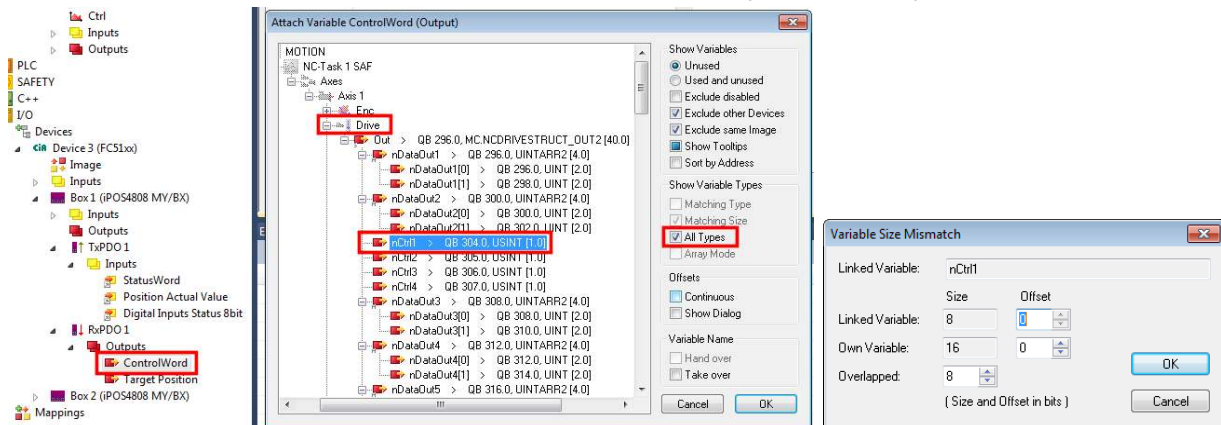 Ctrl
Inputs
Outputs
PLC
SAFETY
C++
I/O
Devices
Device 3 (FC51xx)
Image
Inputs
Box 1 (iPOS4808 MY/BX)
Inputs
Outputs
TxPDO 1
Inputs
StatusWord
Position Actual Value
Digital Inputs Status 8bit
RxPDO 1
Outputs
ControlWord
Target Position
Box 2 (iPOS4808 MY/BX)
Mappings
Attach Variable ControlWord (Output)
MOTION
NC-Task 1 SAF
Axes
Axis 1
Enc
Drive
Out > QB 296.0, MC.NCDRIVESTRUCT_OUT2 [40.0]
nDataOut1 > QB 296.0, UINTARR2 [4.0]
nDataOut1[0] > QB 296.0, UINT [2.0]
nDataOut1[1] > QB 298.0, UINT [2.0]
nDataOut2 > QB 300.0, UINTARR2 [4.0]
nDataOut2[0] > QB 300.0, UINT [2.0]
nDataOut2[1] > QB 302.0, UINT [2.0]
nCtrl1 > QB 304.0, USINT [1.0]
nCtrl2 > QB 305.0, USINT [1.0]
nCtrl3 > QB 306.0, USINT [1.0]
nCtrl4 > QB 307.0, USINT [1.0]
nDataOut3 > QB 308.0, UINTARR2 [4.0]
nDataOut3[0] > QB 308.0, UINT [2.0]
nDataOut3[1] > QB 310.0, UINT [2.0]
nDataOut4 > QB 312.0, UINTARR2 [4.0]
nDataOut4[0] > QB 312.0, UINT [2.0]
nDataOut4[1] > QB 314.0, UINT [2.0]
nDataOut5 > QB 316.0, UINTARR2 [4.0]
Show Variables
Unused
Used and unused
Exclude disabled
Exclude other Devices
Exclude same Image
Show Tooltips
Sort by Address
Show Variable Types
Matching Type
Matching Size
All Types
Array Mode
Offsets
Continuous
Show Dialog
Variable Name
Hand over
Take over
Cancel OK
Variable Size Mismatch
Linked Variable: nCtrl1
Size Offset
Linked Variable: 8 0
Own Variable: 16 0
Overlapped: 8
OK
( Size and Offset in bits )
Cancel